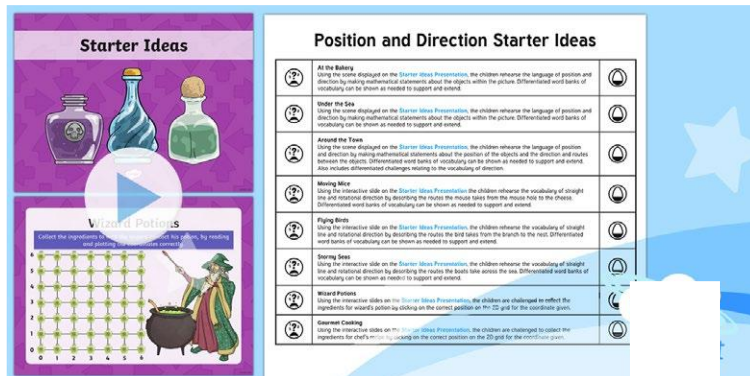 Starter Ideas
Wizard Potions
Collect the ingredients to his potion, by reading
and plotting the coordinates correctly.
6
5
4
3
2
1
0
0 1 2 3 4 5 6
Position and Direction Starter Ideas
At the Bakery
Using the scene displayed on the Starter Ideas Presentation, the children rehearse the language of position and
direction by making mathematical statements about the objects within the picture. Differentiated word banks of
vocabulary can be shown as needed to support and extend.
Under the Sea
Using the scene displayed on the Starter Ideas Presentation, the children rehearse the language of position and
direction by making mathematical statements about the objects within the picture. Differentiated word banks of
vocabulary can be shown as needed to support and extend.
Around the Town
Using the scene displayed on the Starter Ideas Presentation, the children rehearse the language of position
and direction by making mathematical statements about the position of the objects and the direction and routes
between the objects. Differentiated word banks of vocabulary can be shown as needed to support and extend.
Also includes differentiated challenges relating to the vocabulary of direction.
Moving Mice
Using the interactive slide on the Starter Ideas Presentation the children rehearse the vocabulary of straight
line and rotational direction by describing the routes the mouse takes from the mouse hole to the cheese.
Differentiated word banks of vocabulary can be shown as needed to support and extend.
Flying Birds
Using the interactive slide on the Starter Ideas Presentation, the children rehearse the vocabulary of straight
line and rotational direction by describing the routes the bird takes from the branch to the nest. Differentiated
word banks of vocabulary can be shown as needed to support and extend.
Stormy Seas
Using the interactive slide on the Starter Ideas Presentation, the children rehearse the vocabulary of straight
line and rotational direction by describing the routes the boats take across the sea. Differentiated word banks of
vocabulary can be shown as needed to support and extend.
Wizard Potions
Using the interactive slides on the Starter Ideas Presentation, the children are challenged to collect the
ingredients for wizard's potion by clicking on the correct position on the 2D grid for the coordinate given.
Gourmet Cooking
Using the interactive slides on the Starter Ideas Presentation, the children are challenged to collect the
ingredients for chef's by clicking on the correct position on the 2D grid for the coordinate given.